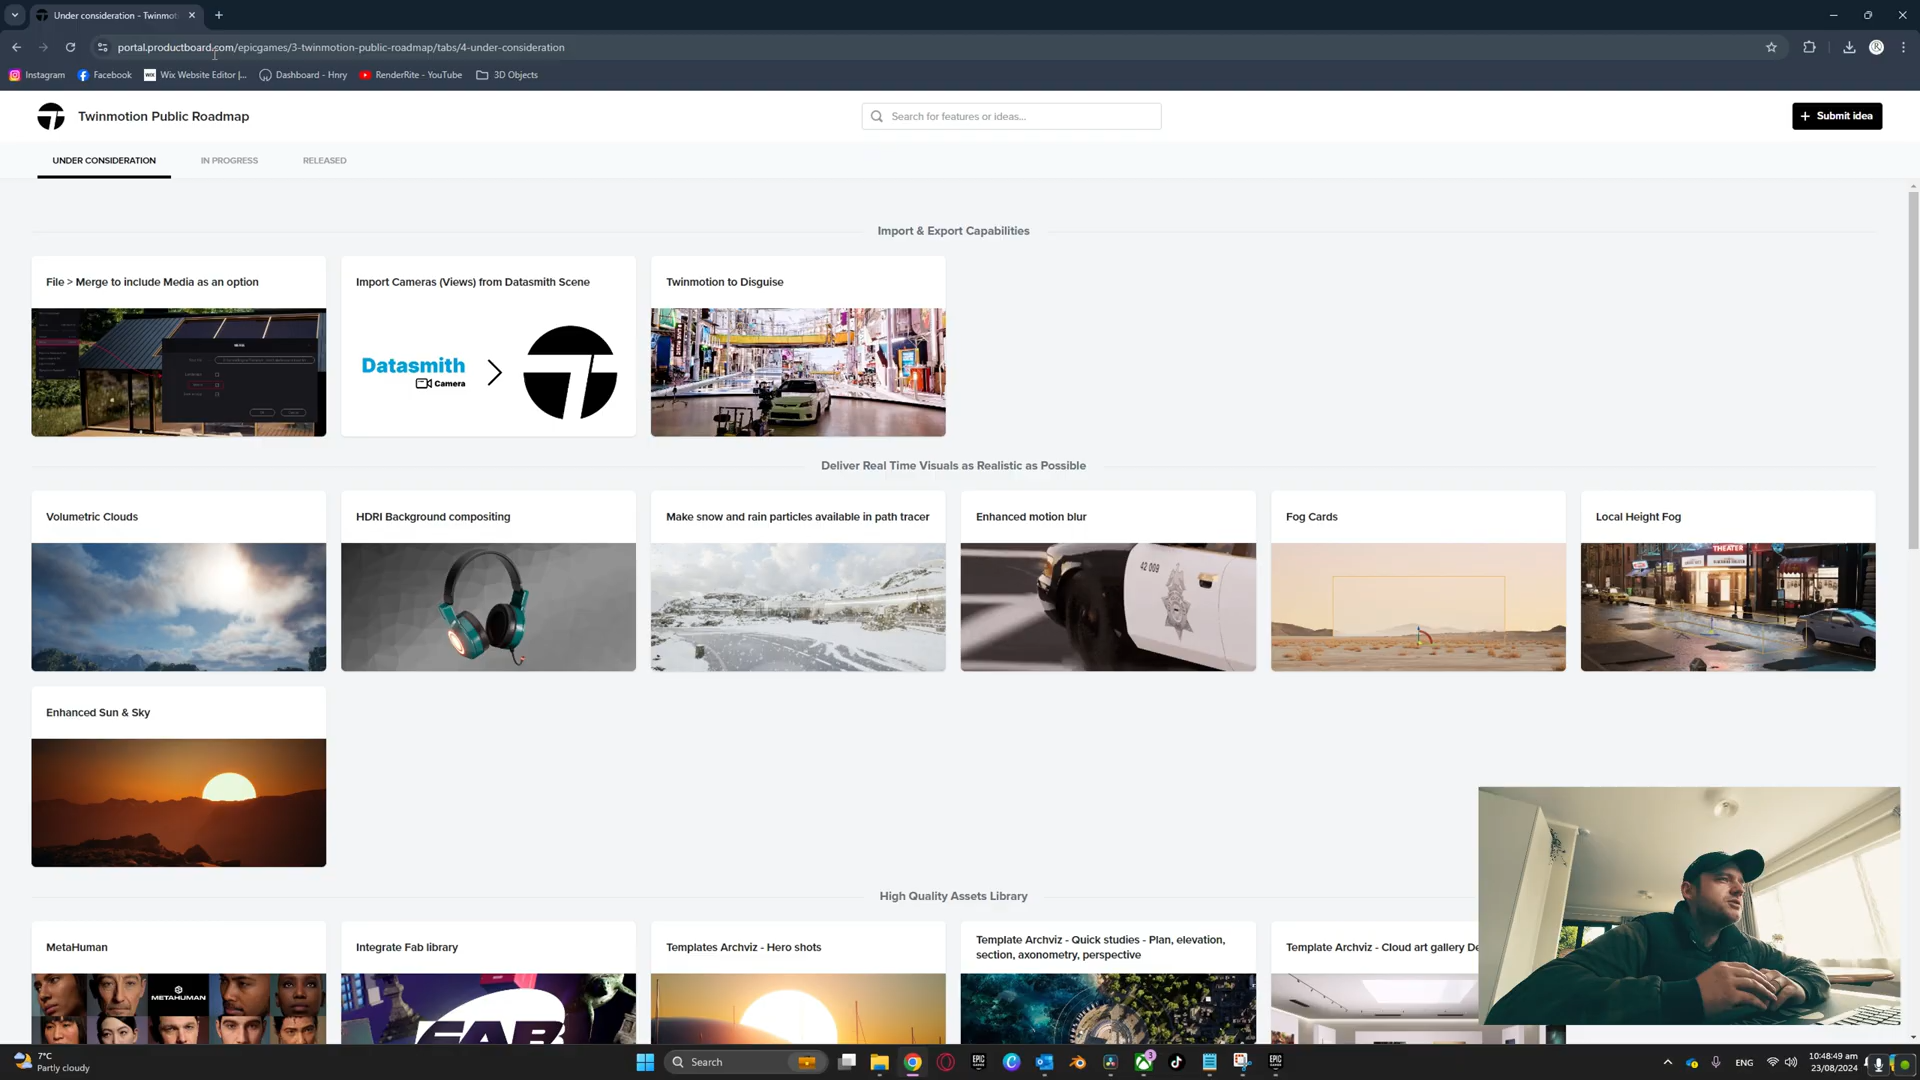 Under consideration - Twinmot
portal.productboard.com/epicgames/3-twinmotion-public-roadmap/tabs/4-under-consideration
Instagram
Facebook
Wix Website Editor |...
Dashboard - Hnry
RenderRite - YouTube
3D Objects
Twinmotion Public Roadmap
Search for features or ideas...
+ Submit idea
UNDER CONSIDERATION
IN PROGRESS
RELEASED
Import & Export Capabilities
File > Merge to include Media as an option
Import Cameras (Views) from Datasmith Scene
Twinmotion to Disguise
Datasmith
Camera
Deliver Real Time Visuals as Realistic as Possible
Volumetric Clouds
HDRI Background compositing
Make snow and rain particles available in path tracer
Enhanced motion blur
Fog Cards
Local Height Fog
42 009
THEATER
Enhanced Sun & Sky
High Quality Assets Library
MetaHuman
Integrate Fab library
Templates Archviz - Hero shots
Template Archviz - Quick studies - Plan, elevation,
section, axonometry, perspective
Template Archviz - Cloud art gallery De
METAHUMAN
FAB
7°C
Partly cloudy
Search
EPIC
3
EPIC
ENG
10:48:49 am
23/08/2024